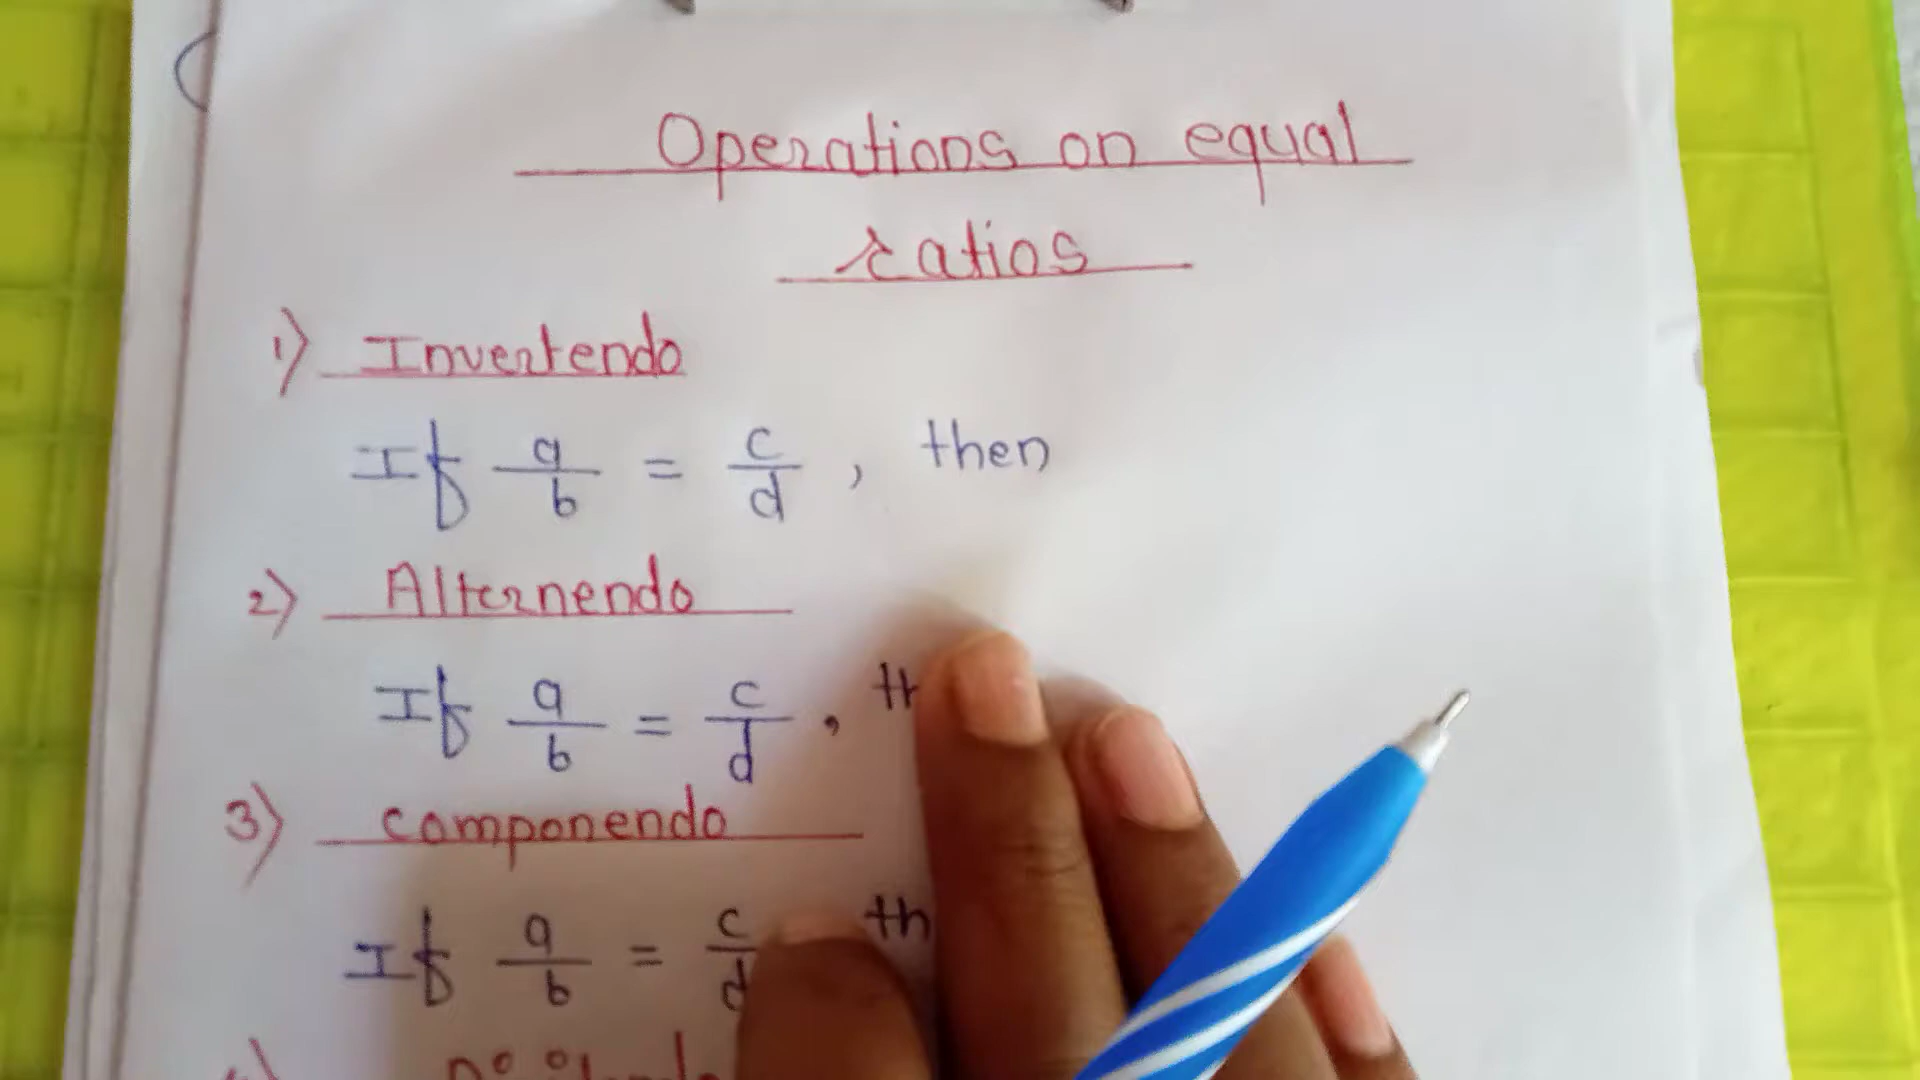 Operations on equal
ratios
1) Invertendo
If a/b = c/d , then
2) Alternendo
If a/b = c/d , th
3) componendo
If a/b = c/d th